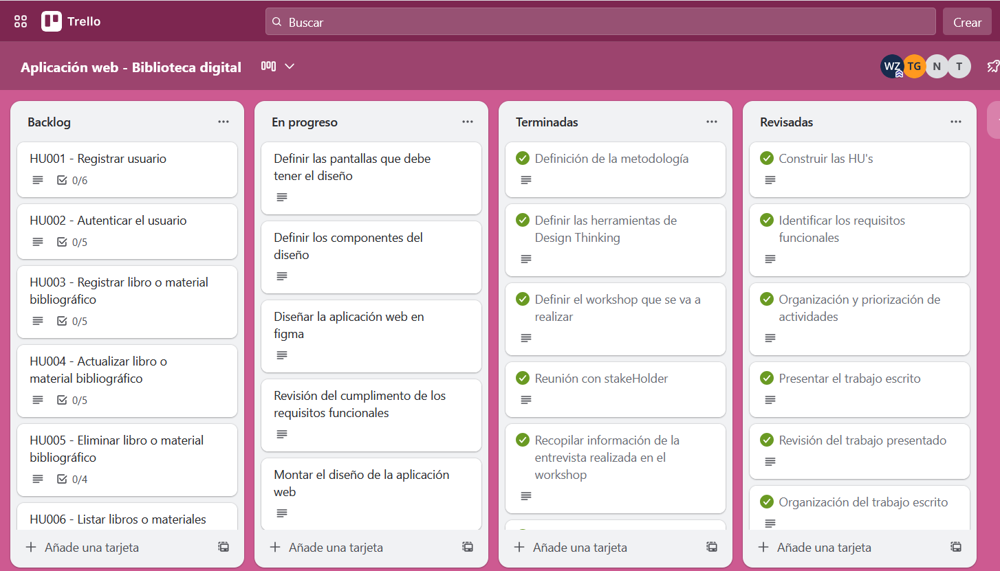 Trello
Buscar
Crear
Aplicación web - Biblioteca digital
WZ
TG
N
T
Backlog
HU001 - Registrar usuario
0/6
HU002 - Autenticar el usuario
0/5
HU003 - Registrar libro o material
bibliográfico
0/5
HU004 - Actualizar libro o
material bibliográfico
0/5
HU005 - Eliminar libro o material
bibliográfico
0/4
HU006 - Listar libros o materiales
Añade una tarjeta
En progreso
Definir las pantallas que debe
tener el diseño
Definir los componentes del
diseño
Diseñar la aplicación web en
figma
Revisión del cumplimento de los
requisitos funcionales
Montar el diseño de la aplicación
web
Añade una tarjeta
Terminadas
Definición de la metodología
Definir las herramientas de
Design Thinking
Definir el workshop que se va a
realizar
Reunión con stakeHolder
Recopilar información de la
entrevista realizada en el
workshop
Añade una tarjeta
Revisadas
Construir las HU's
Identificar los requisitos
funcionales
Organización y priorización de
actividades
Presentar el trabajo escrito
Revisión del trabajo presentado
Organización del trabajo escrito
Añade una tarjeta